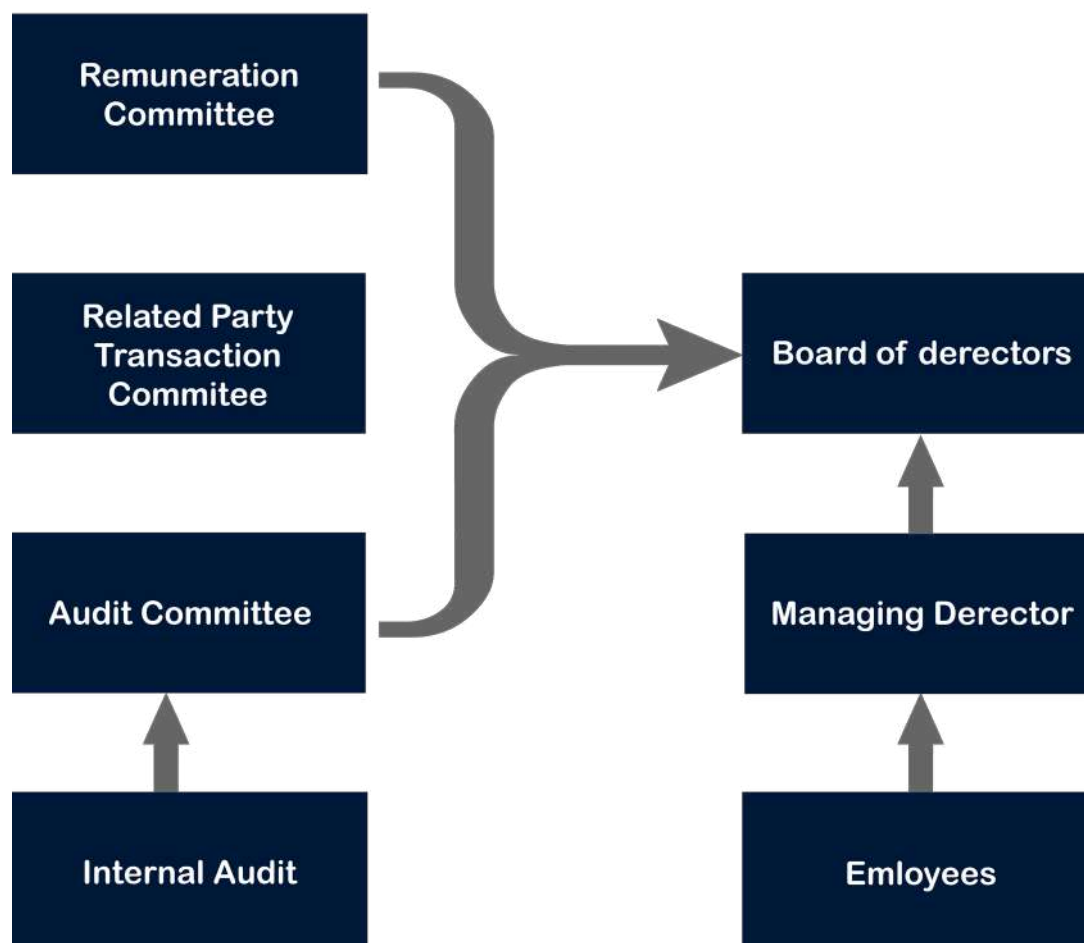 Remuneration
Committee
Related Party
Transaction
Commitee
Board of derectors
Audit Committee
Managing Derector
Internal Audit
Emloyees